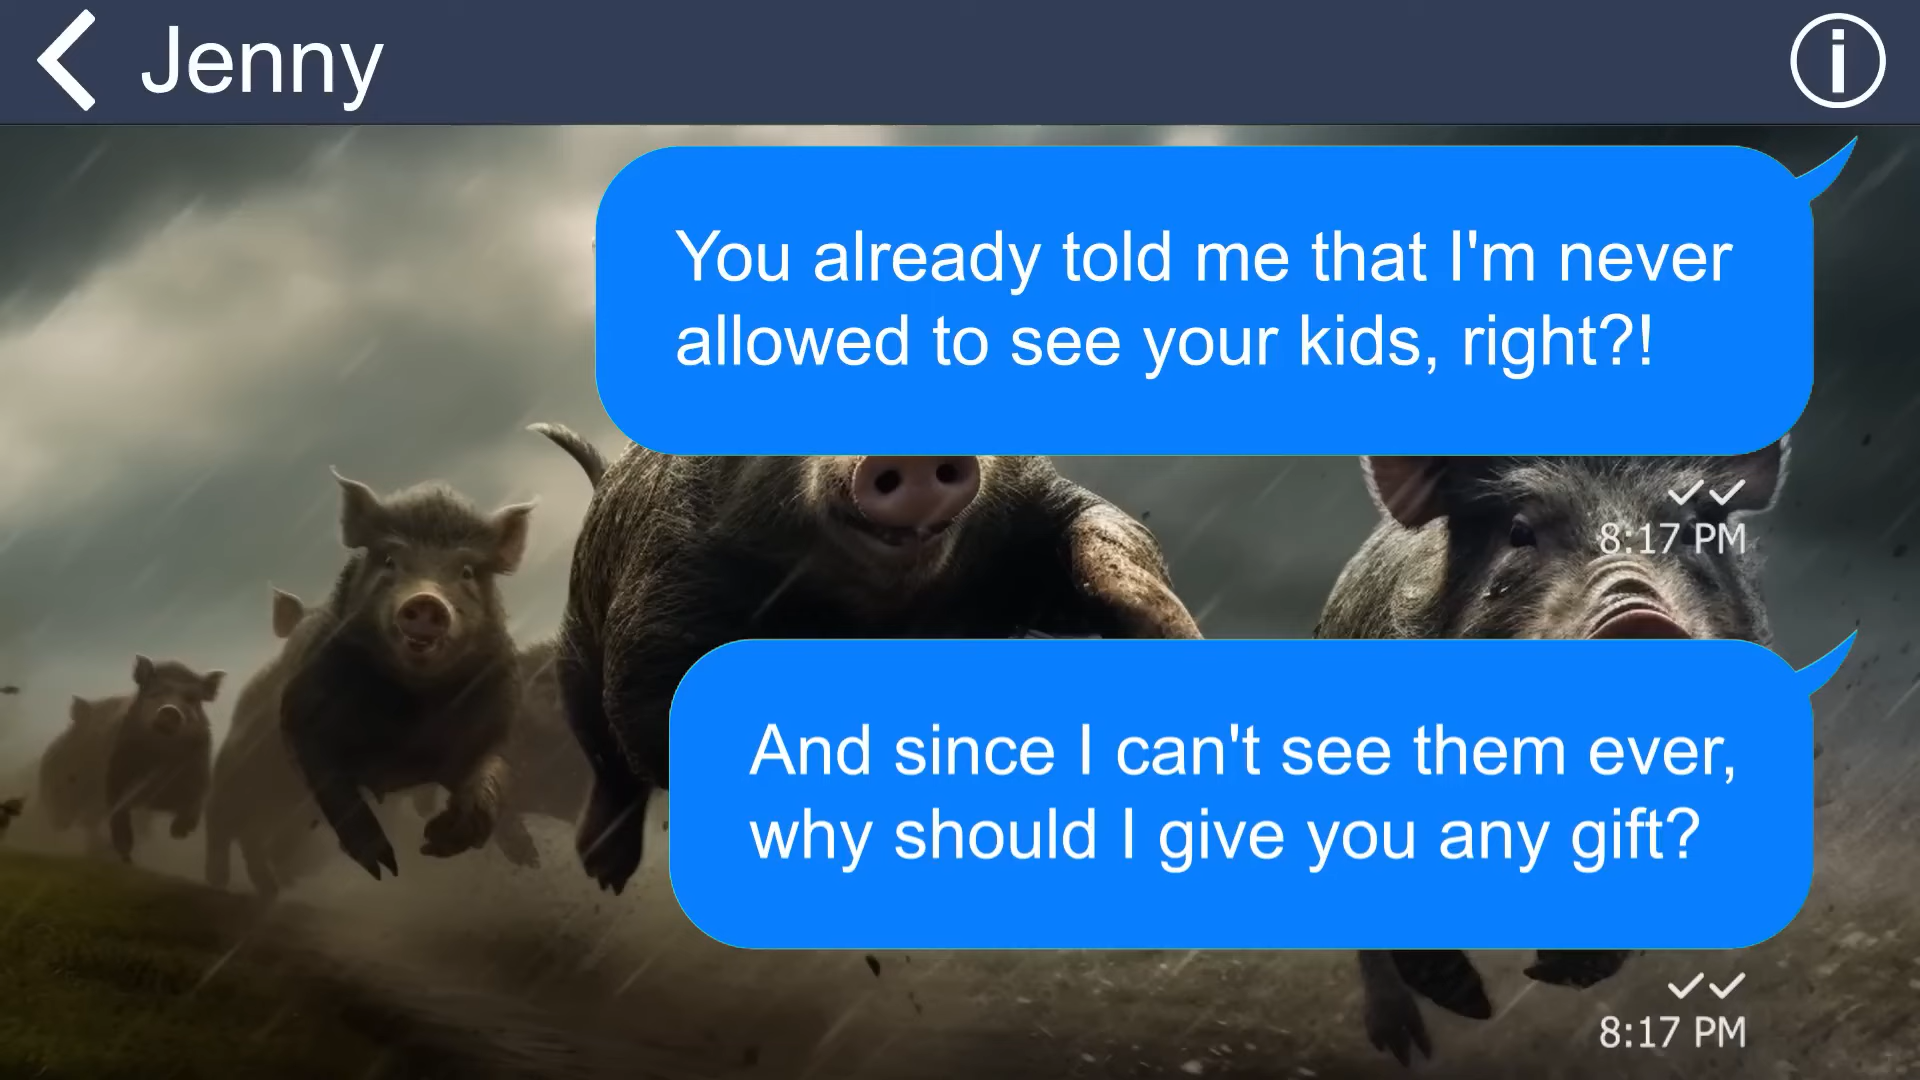 Jenny
You already told me that I'm never
allowed to see your kids, right?!
8:17 PM
And since I can't see them ever,
why should I give you any gift?
8:17 PM